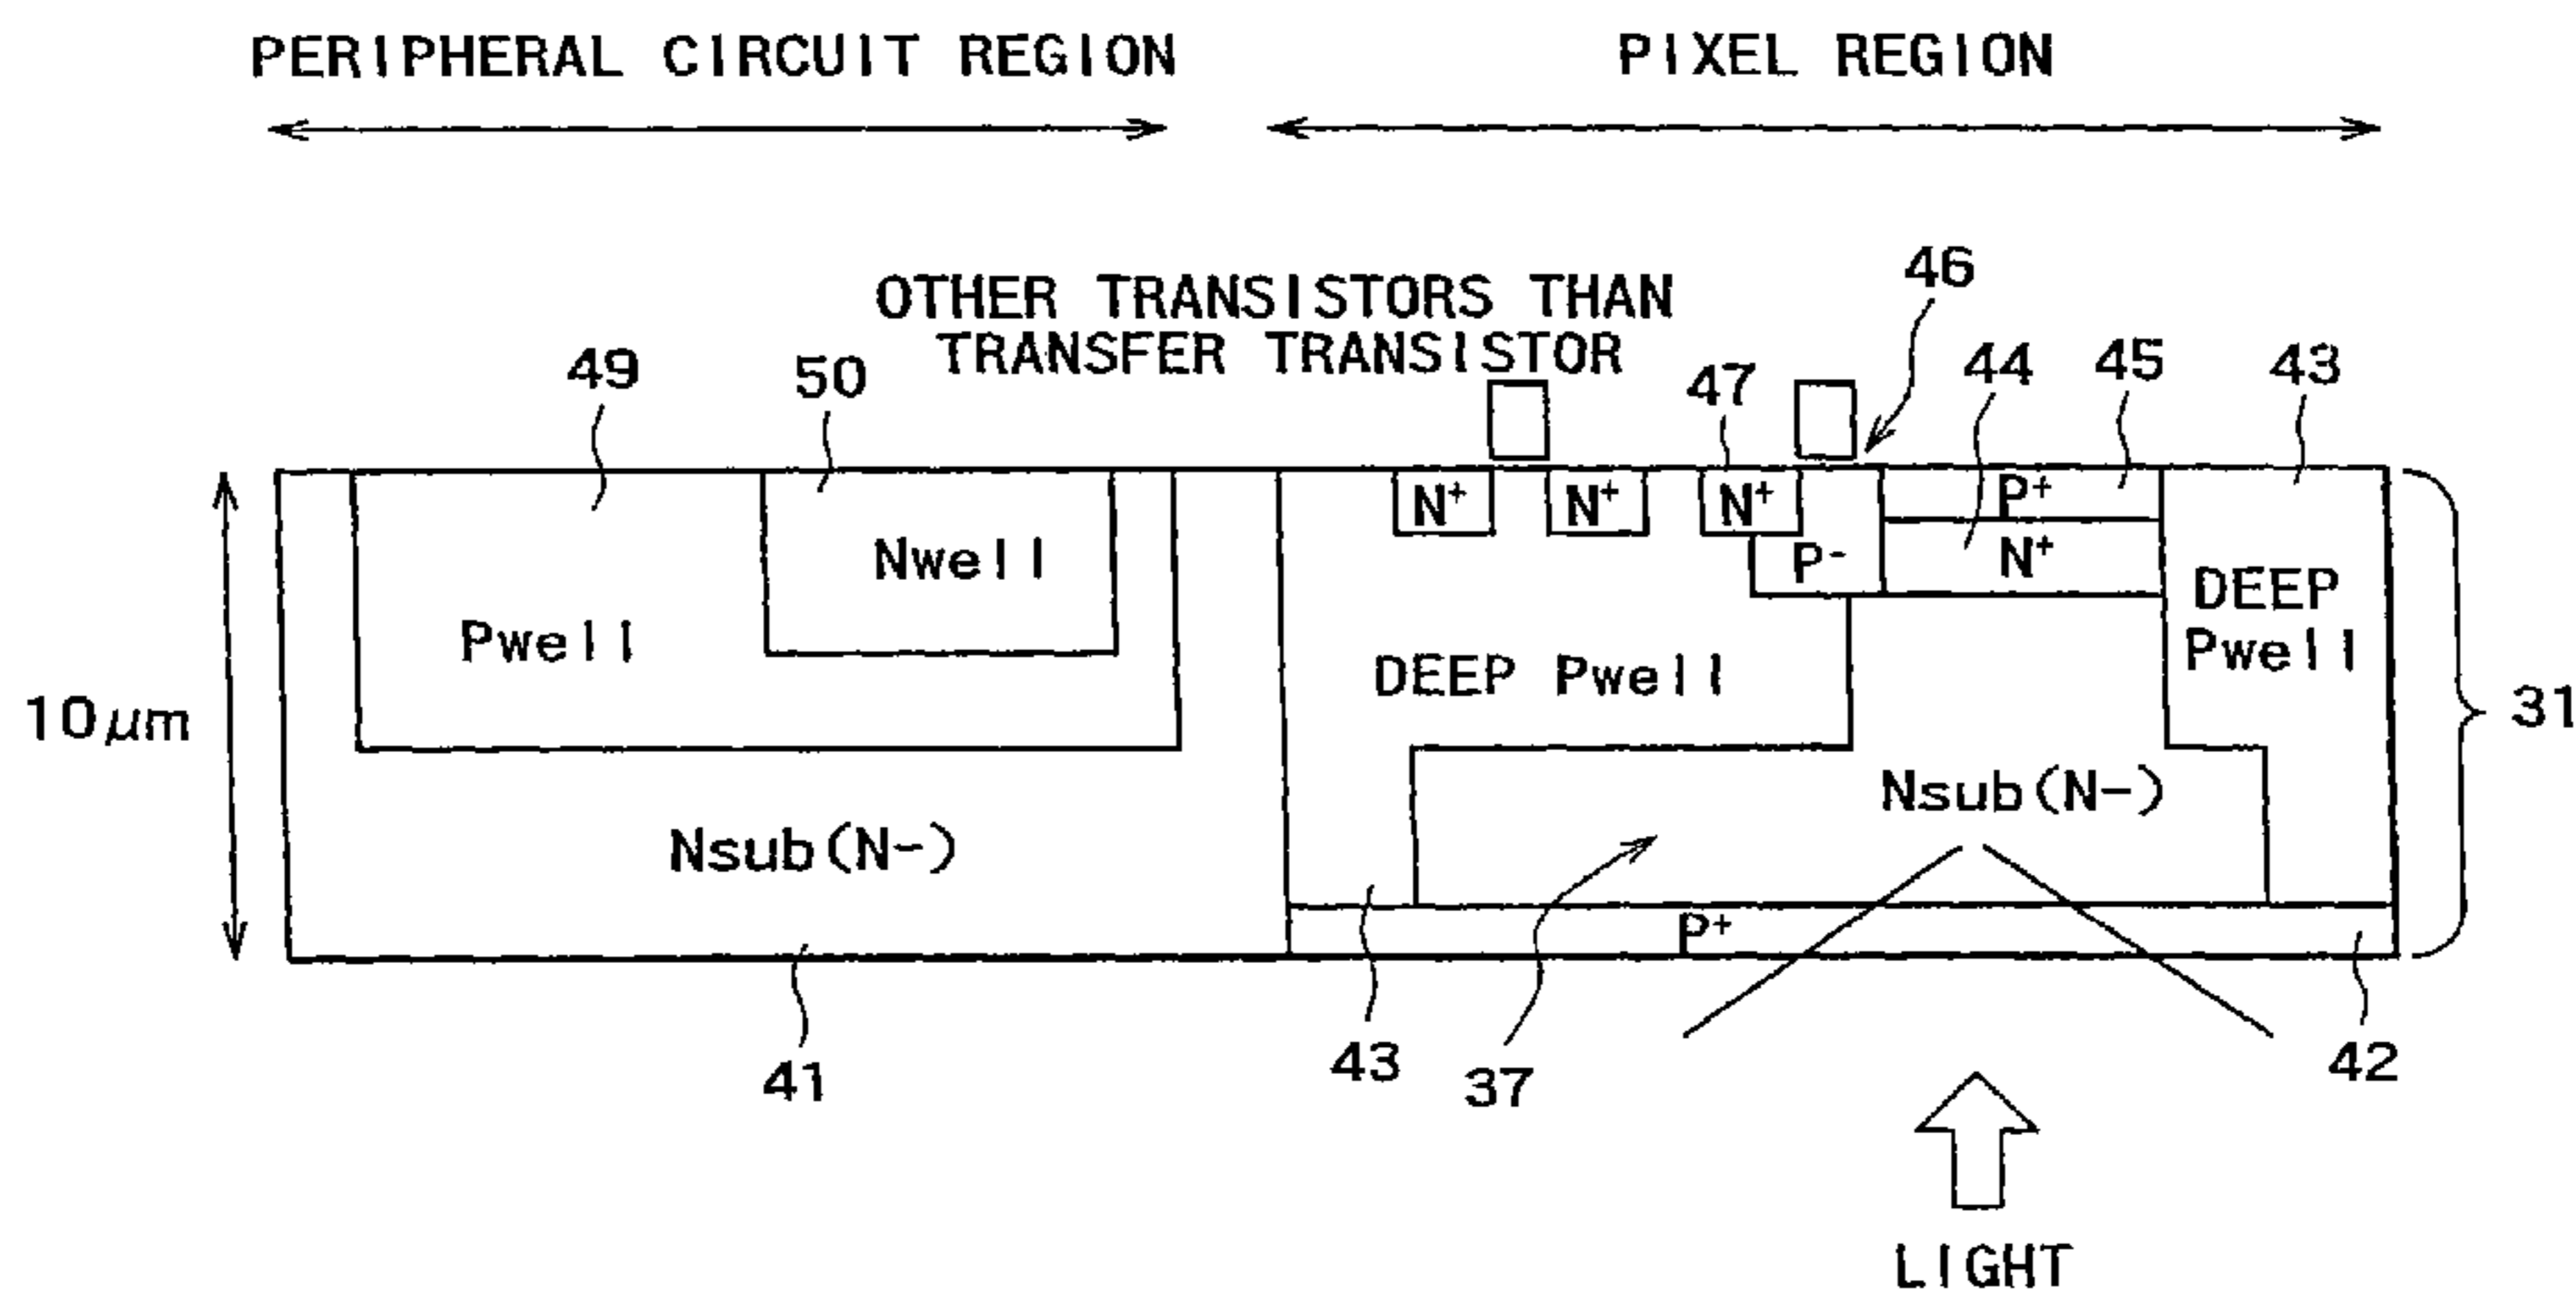 PERIPHERAL CIRCUIT REGION
PIXEL REGION
OTHER TRANSISTORS THAN
TRANSFER TRANSISTOR
46
49
50
47
44
45
43
N⁺
N⁺
N⁺
P⁺
P⁻
N⁺
Nwell
Pwell
DEEP Pwell
DEEP
Pwell
10μm
31
Nsub(N-)
Nsub(N-)
P⁺
41
43
37
42
LIGHT